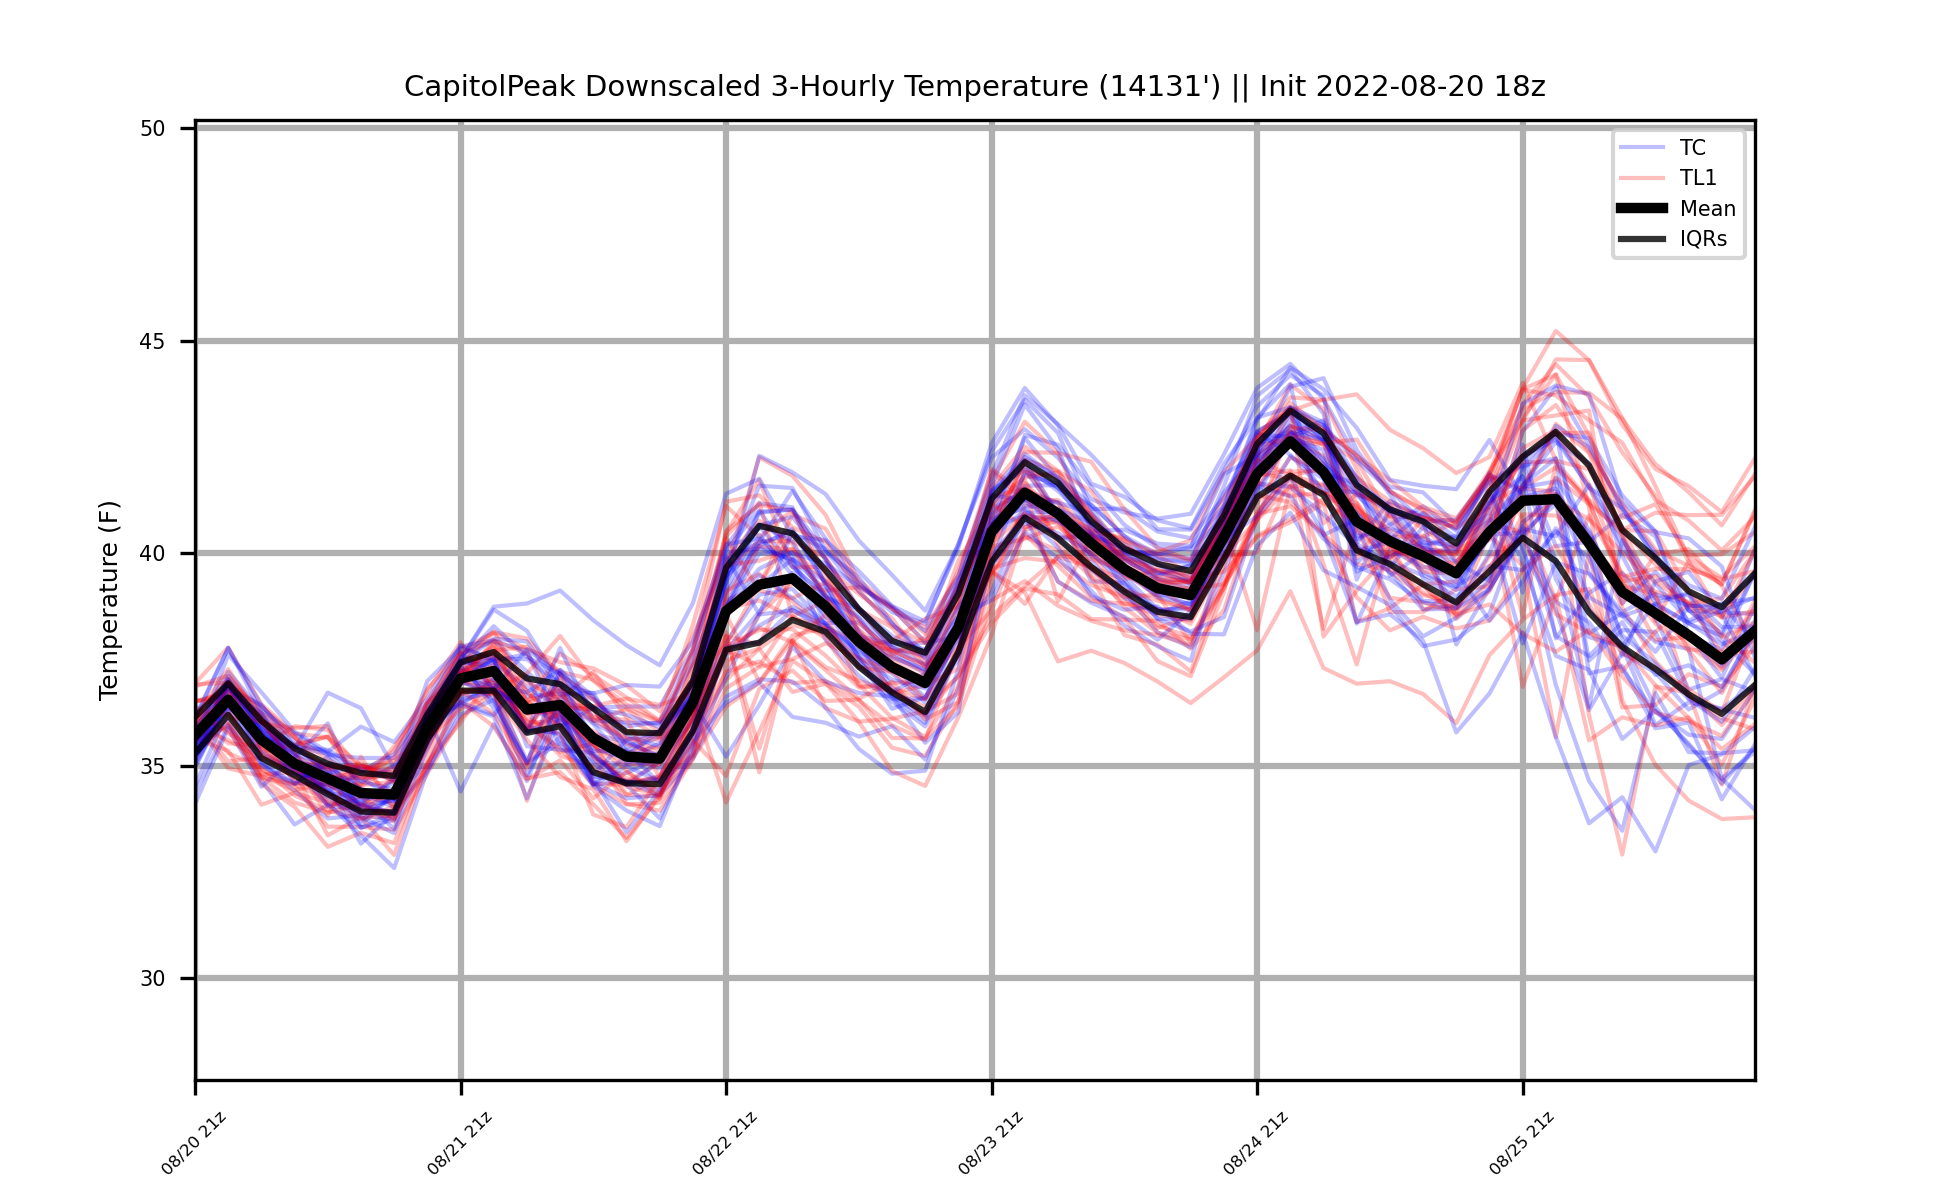 CapitolPeak Downscaled 3-Hourly Temperature (14131') || Init 2022-08-20 18z
TC
TL1
Mean
IQRs
Temperature (F)
50
45
40
35
30
08/20 21z
08/21 21z
08/22 21z
08/23 21z
08/24 21z
08/25 21z